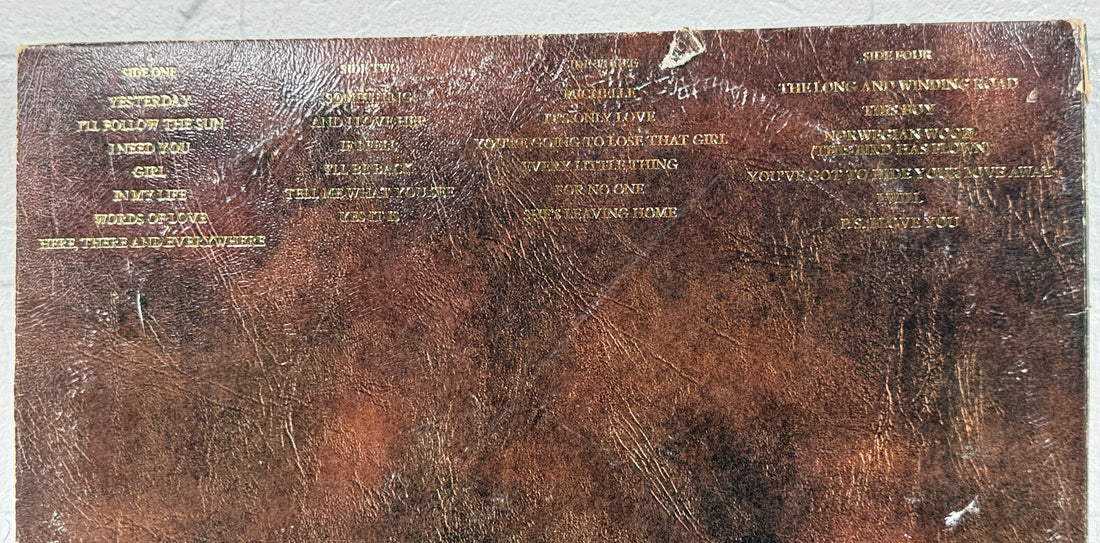 SIDE ONE
YESTERDAY
I'LL FOLLOW THE SUN
I NEED YOU
GIRL
IN MY LIFE
WORDS OF LOVE
HERE, THERE AND EVERYWHERE
SIDE TWO
SOMETHING
AND I LOVE HER
IF I FELL
I'LL BE BACK
TELL ME WHAT YOU SEE
YES IT IS
SIDE THREE
MICHELLE
IT'S ONLY LOVE
YOU'RE GOING TO LOSE THAT GIRL
EVERY LITTLE THING
FOR NO ONE
SHE'S LEAVING HOME
SIDE FOUR
THE LONG AND WINDING ROAD
THIS BOY
NORWEGIAN WOOD
(THIS BIRD HAS FLOWN)
YOU'VE GOT TO HIDE YOUR LOVE AWAY
I WILL
P.S. I LOVE YOU